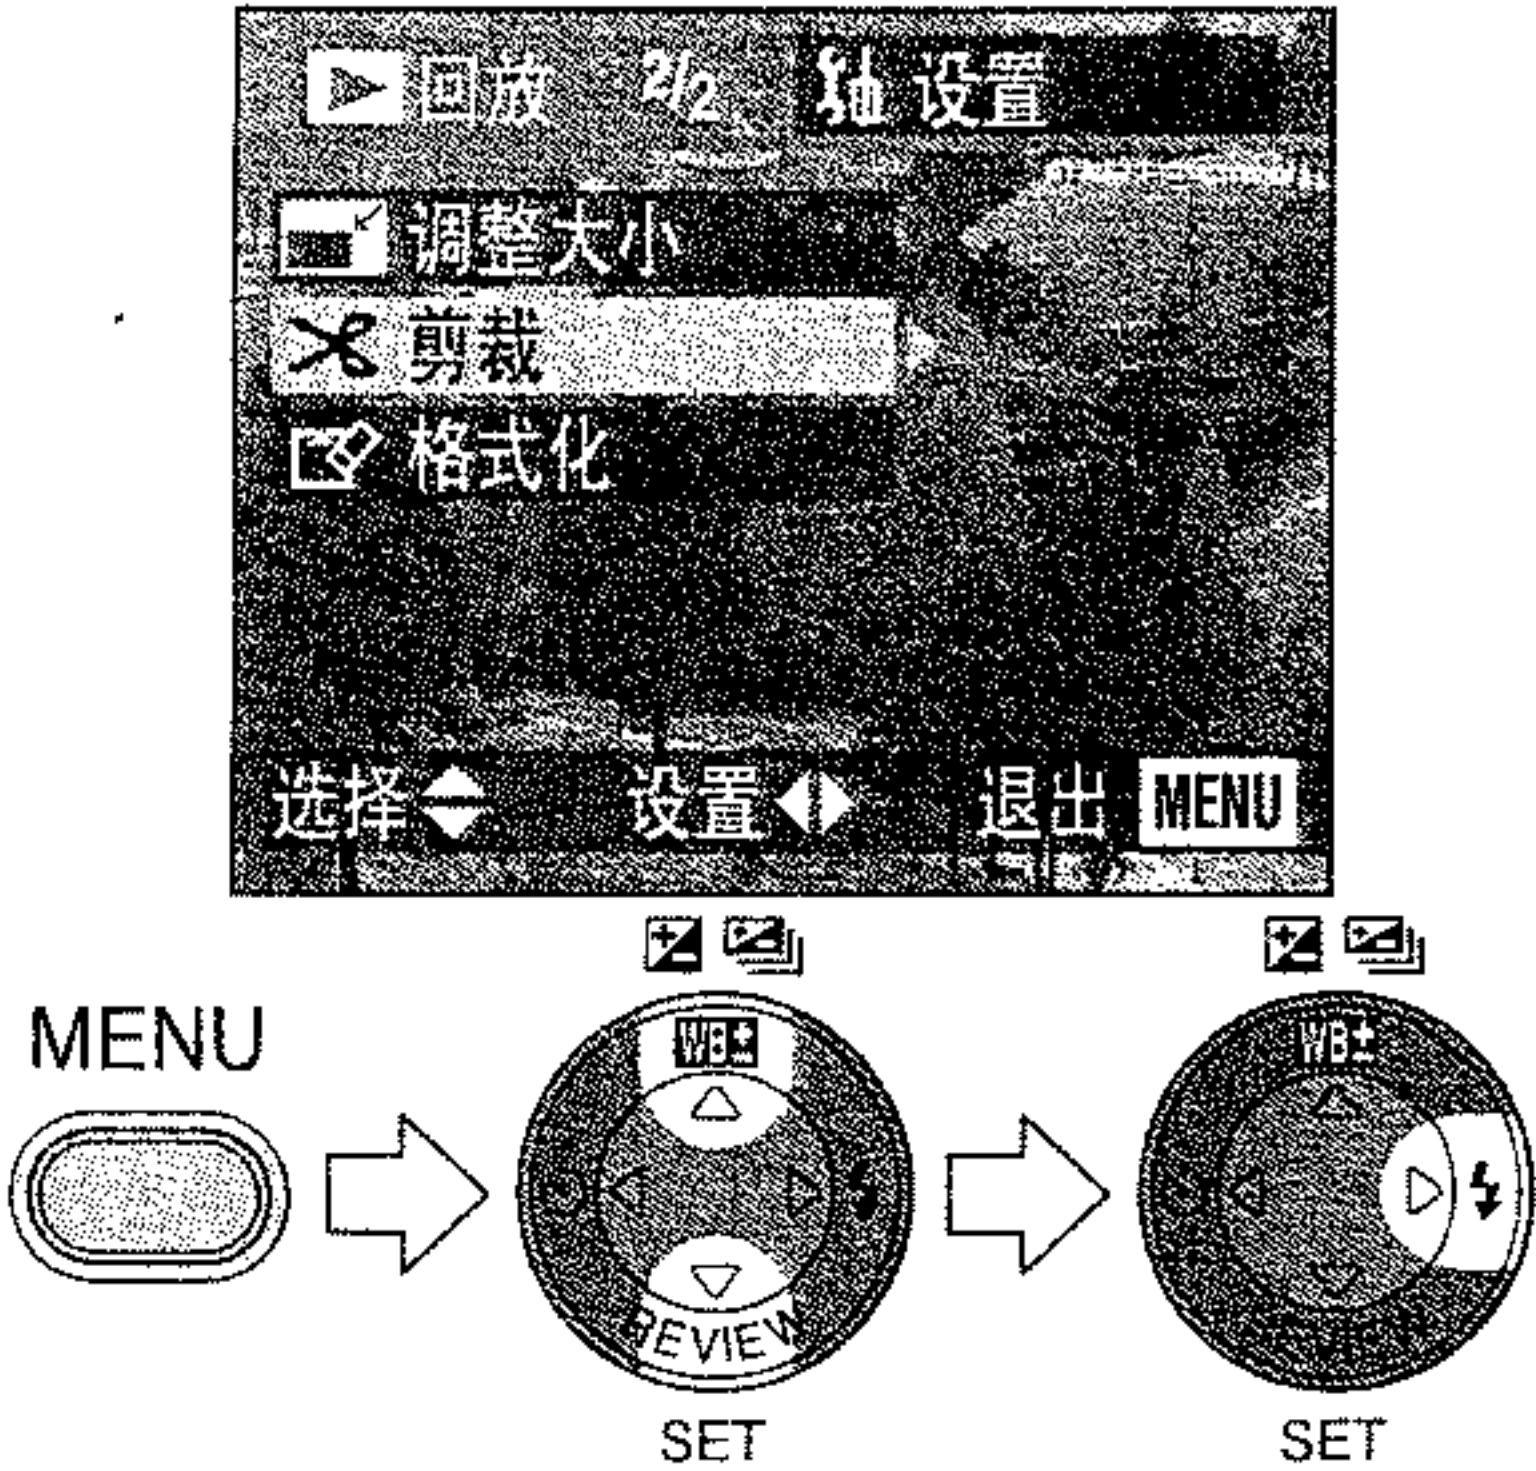 回放 2/2 设置
调整大小
剪裁
格式化
选择 设置 退出 MENU
MENU
WB±
REVIEW
SET
WB±
SET